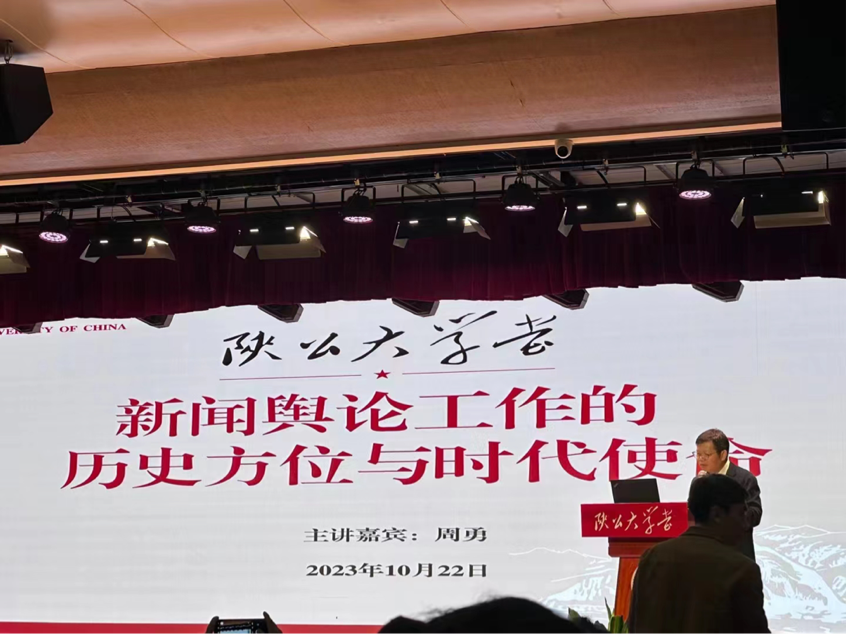 UNIVERSITY OF CHINA
陕公大学堂
新闻舆论工作的
历史方位与时代使命
主讲嘉宾：周勇
2023年10月22日
陕公大学堂